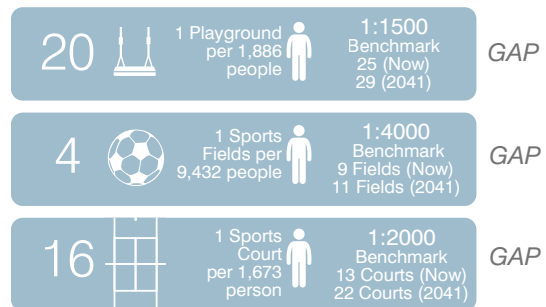 20
1 Playground
per 1,886
people
1:1500
Benchmark
25 (Now)
29 (2041)
GAP
4
1 Sports
Fields per
9,432 people
1:4000
Benchmark
9 Fields (Now)
11 Fields (2041)
GAP
16
1 Sports
Court
per 1,673
person
1:2000
Benchmark
13 Courts (Now)
22 Courts (2041)
GAP